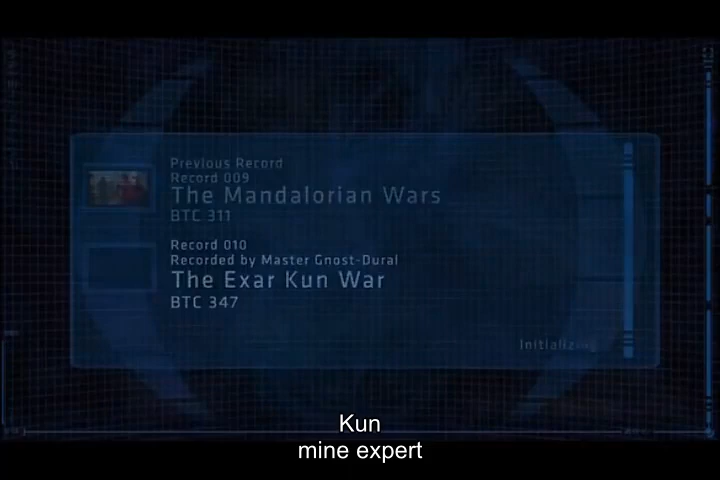 Previous Record
Record 009
The Mandalorian Wars
BTC 311
Record 010
Recorded by Master Gnost-Dural
The Exar Kun War
BTC 347
Initializing
Kun
mine expert